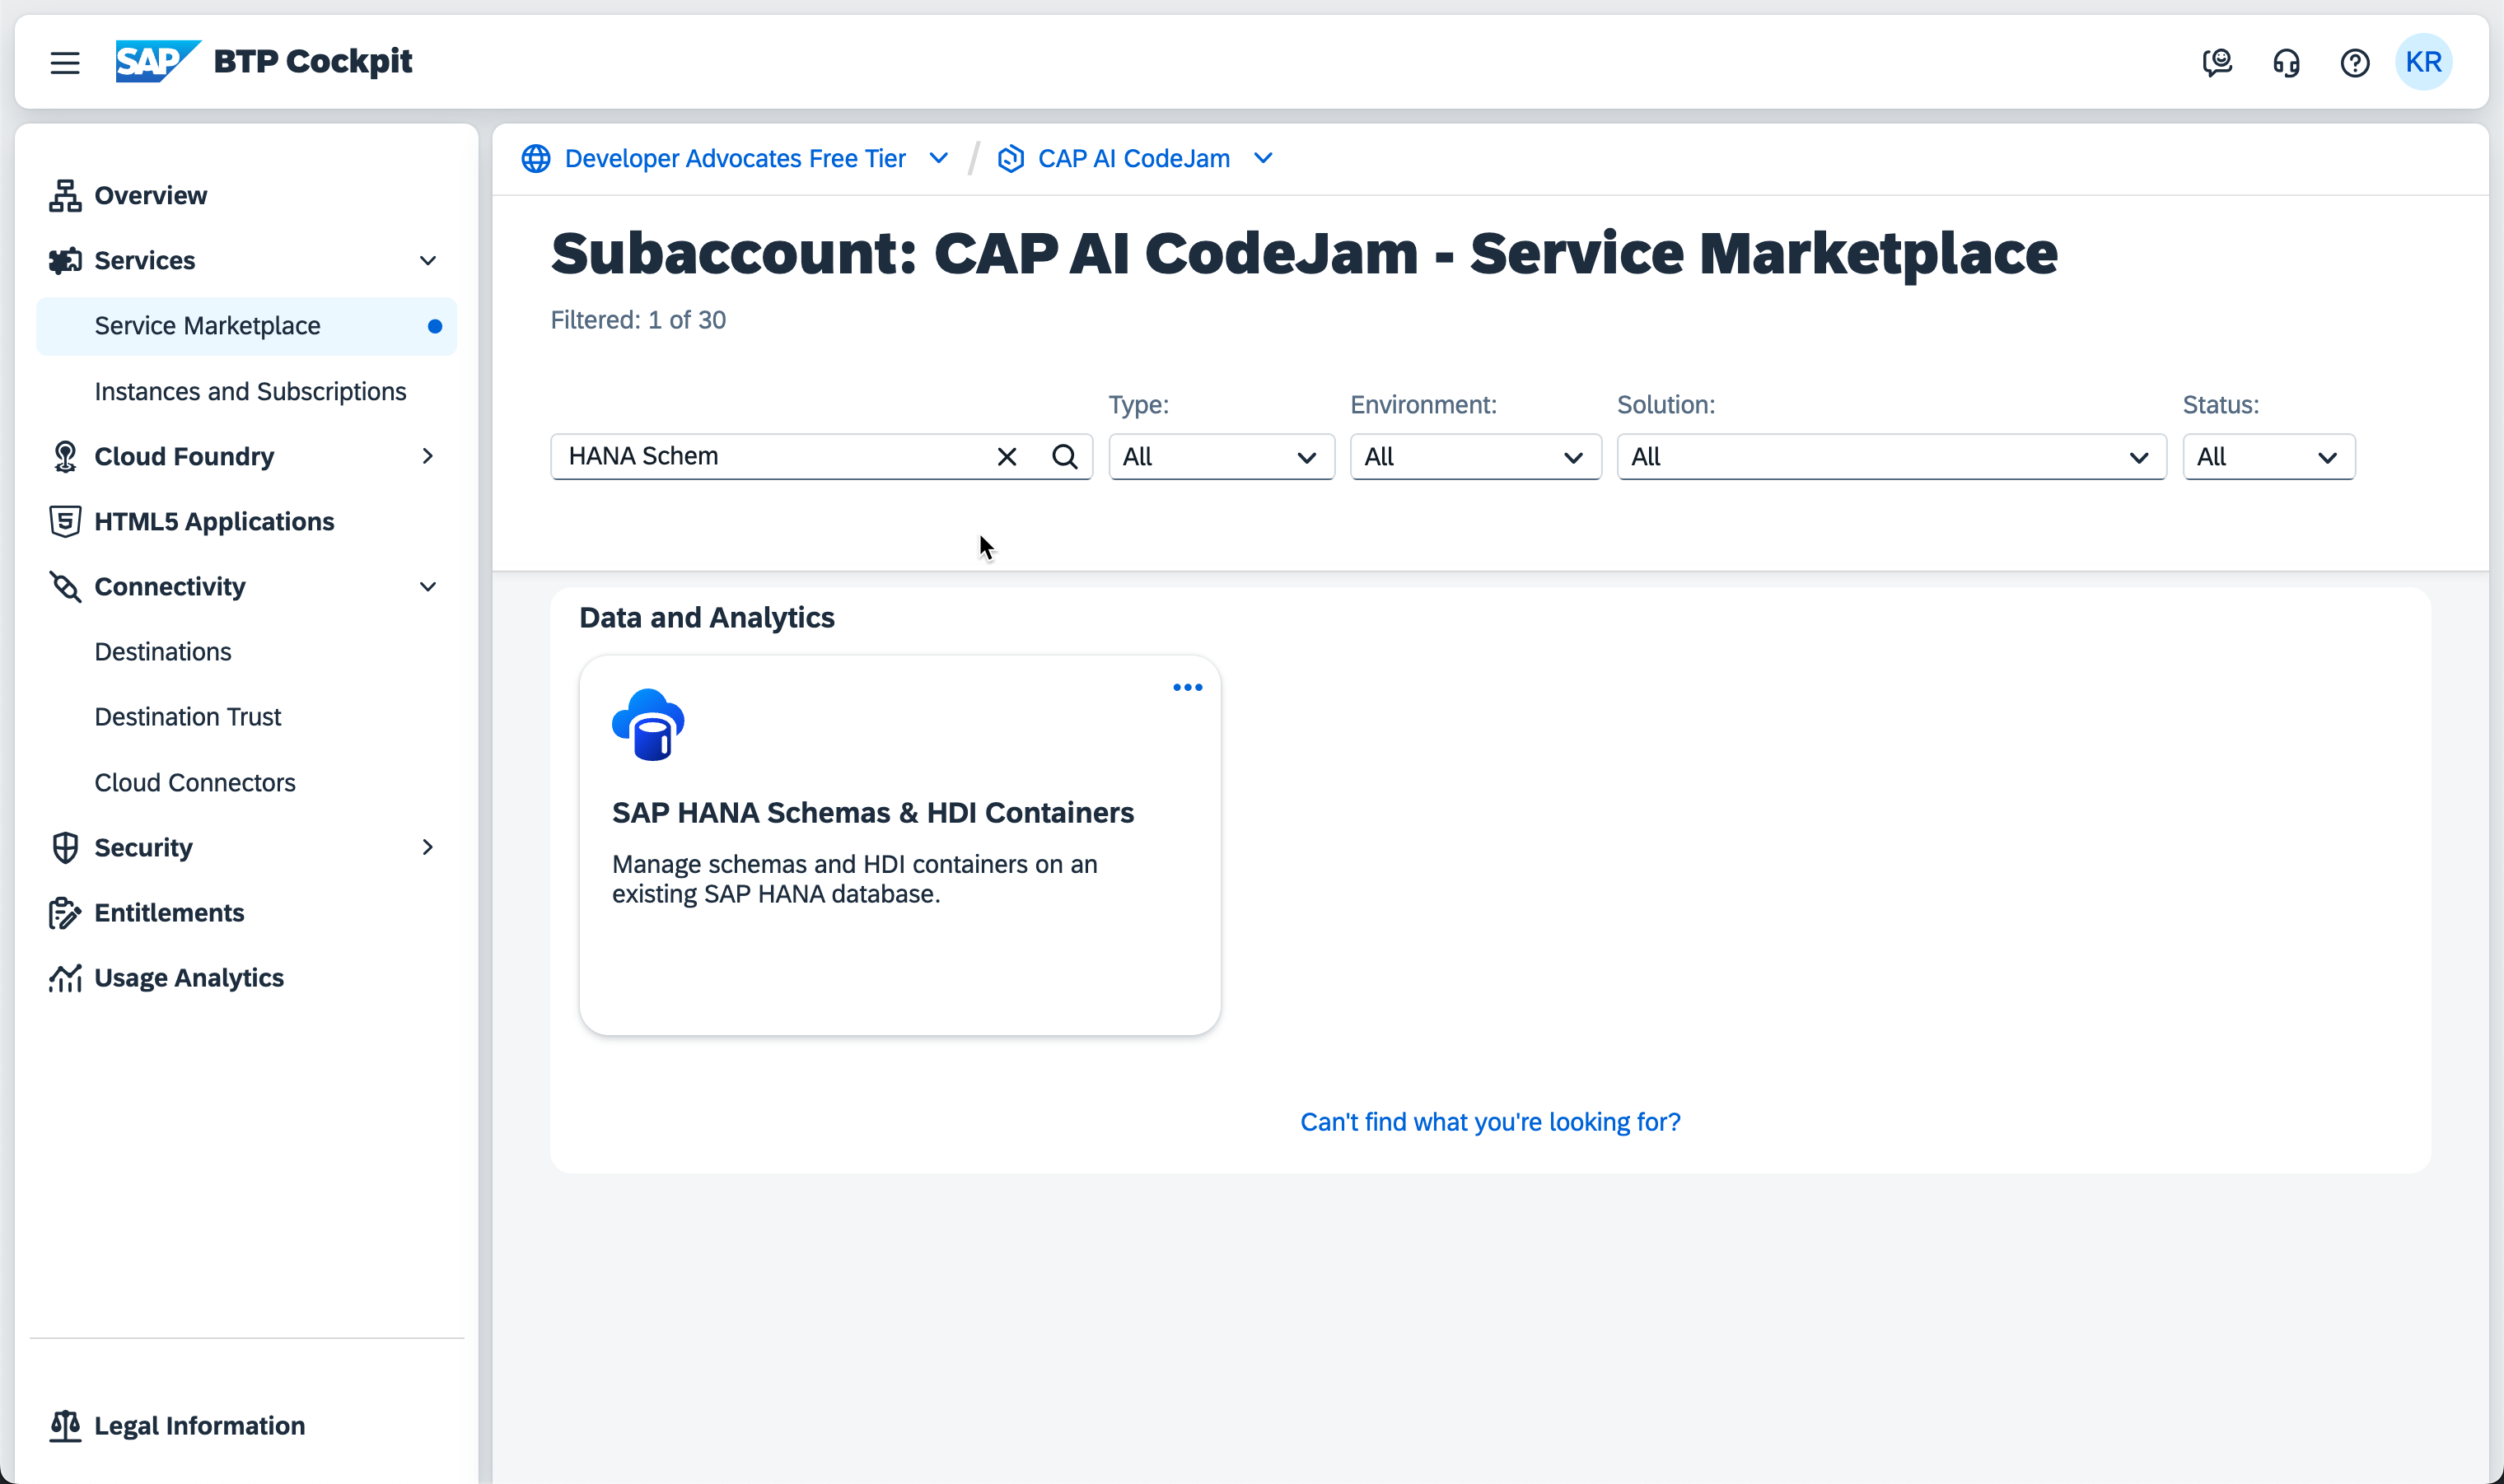 SAP BTP Cockpit
KR
Overview
Services
Service Marketplace
Instances and Subscriptions
Cloud Foundry
HTML5 Applications
Connectivity
Destinations
Destination Trust
Cloud Connectors
Security
Entitlements
Usage Analytics
Legal Information
Developer Advocates Free Tier / CAP AI CodeJam
Subaccount: CAP AI CodeJam - Service Marketplace
Filtered: 1 of 30
Type: Environment: Solution: Status:
HANA Schem All All All All
Data and Analytics
SAP HANA Schemas & HDI Containers
Manage schemas and HDI containers on an
existing SAP HANA database.
Can't find what you're looking for?